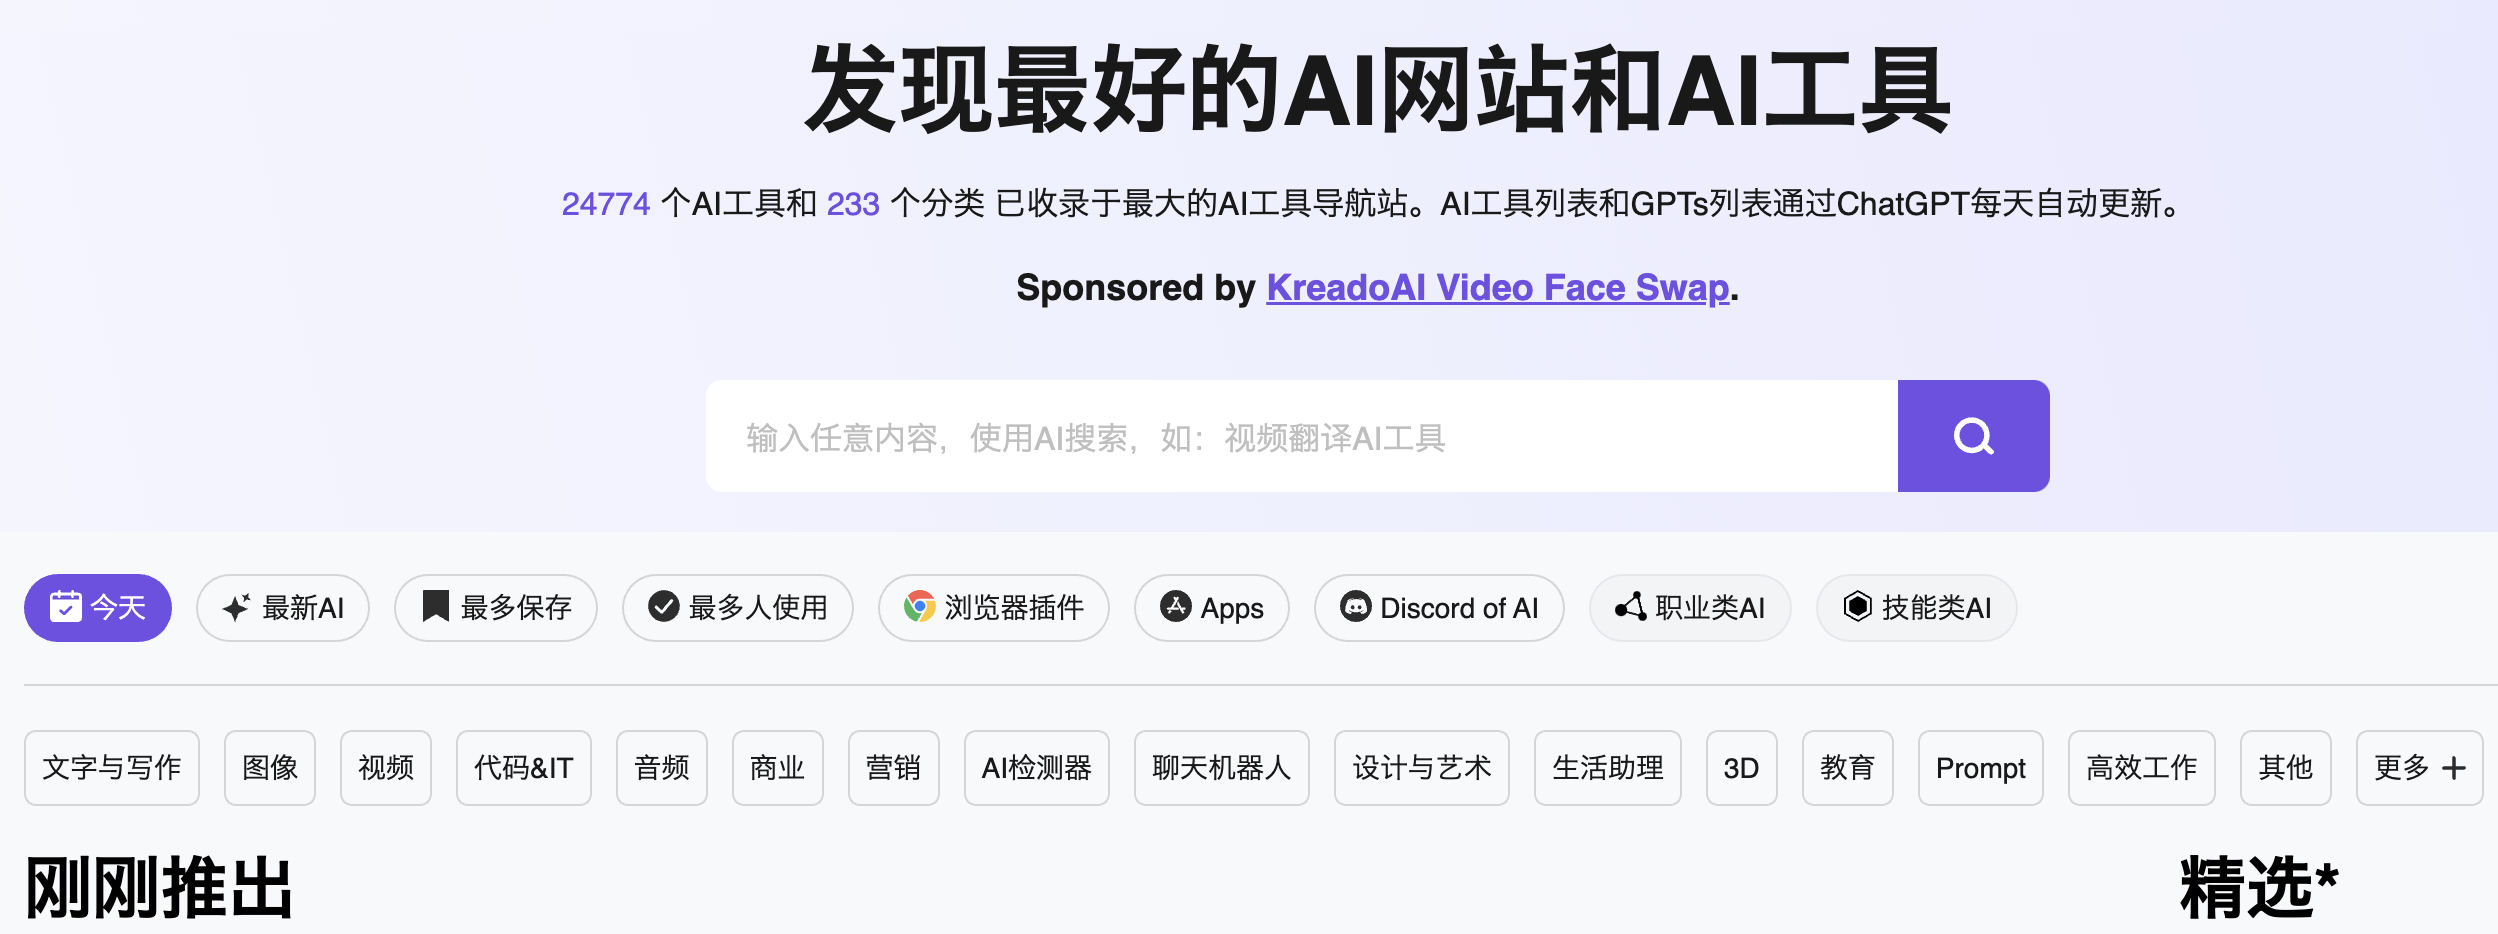 发现最好的AI网站和AI工具
24774 个AI工具和 233 个分类 已收录于最大的AI工具导航站。AI工具列表和GPTs列表通过ChatGPT每天自动更新。
Sponsored by KreadoAI Video Face Swap.
输入任意内容，使用AI搜索，如：视频翻译AI工具
今天 最新AI 最多保存 最多人使用 浏览器插件 Apps Discord of AI 职业类AI 技能类AI
文字与写作 图像 视频 代码&IT 音频 商业 营销 AI检测器 聊天机器人 设计与艺术 生活助理 3D 教育 Prompt 高效工作 其他 更多 +
刚刚推出 精选*